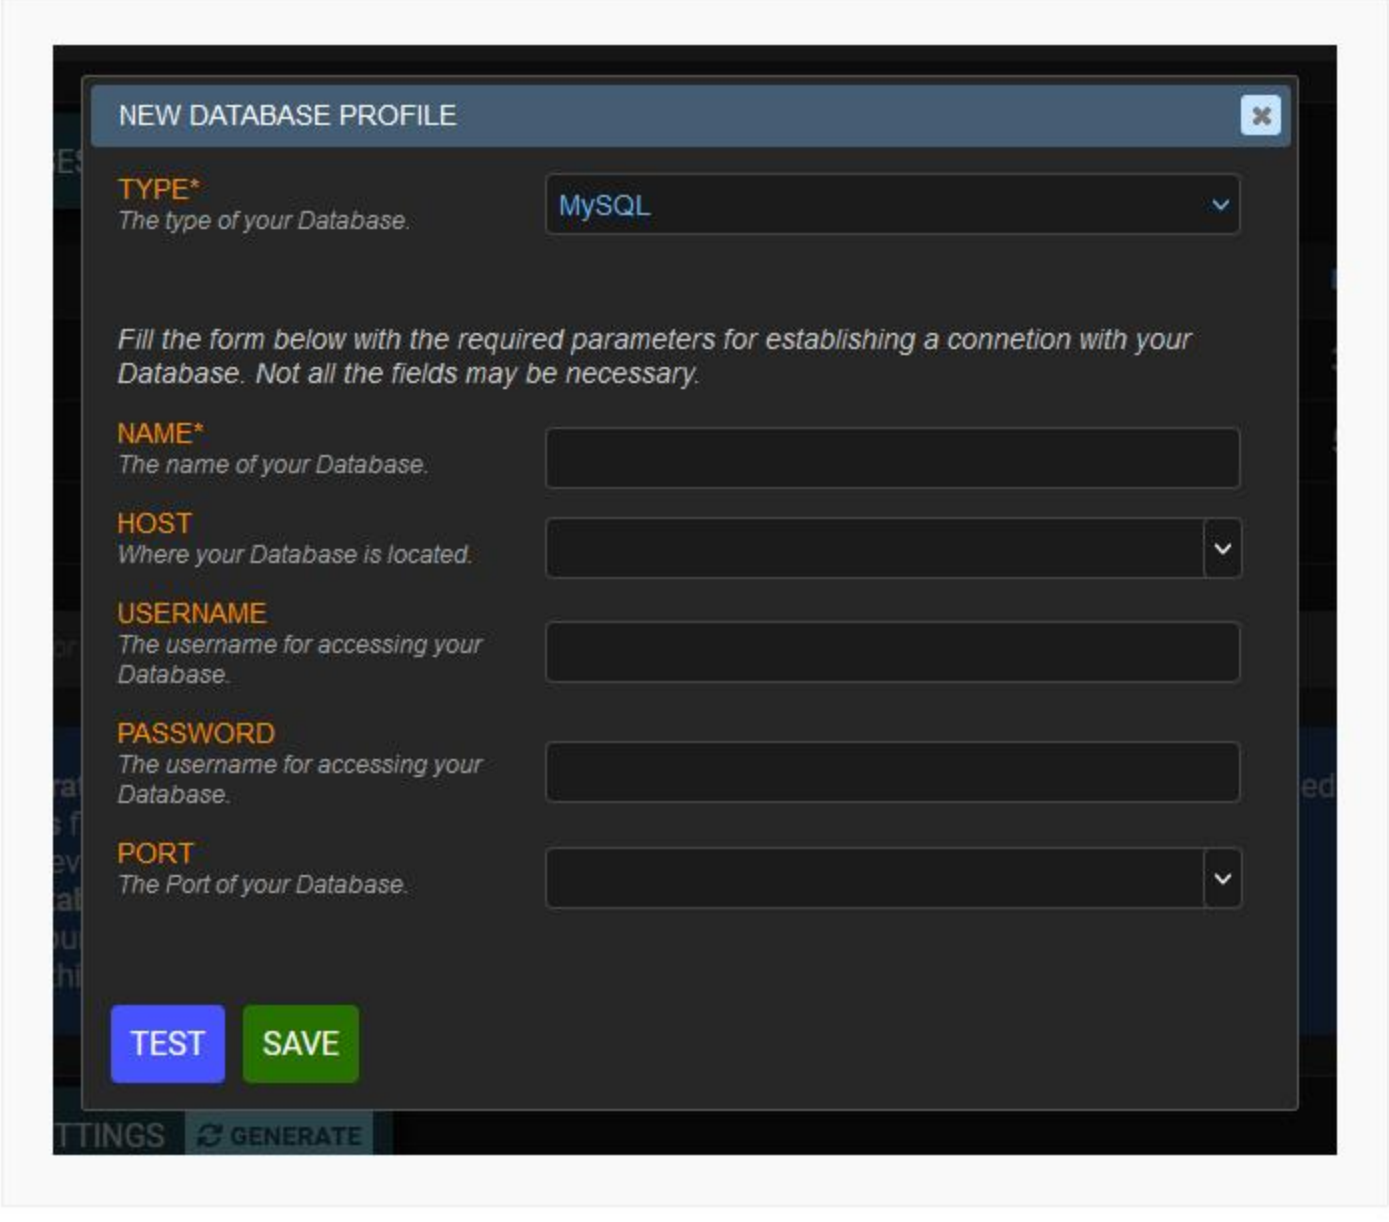 NEW DATABASE PROFILE
TYPE*
The type of your Database.
MySQL
Fill the form below with the required parameters for establishing a connetion with your
Database. Not all the fields may be necessary.
NAME*
The name of your Database.
HOST
Where your Database is located.
USERNAME
The username for accessing your
Database.
PASSWORD
The username for accessing your
Database.
PORT
The Port of your Database.
TEST
SAVE
TTINGS
GENERATE